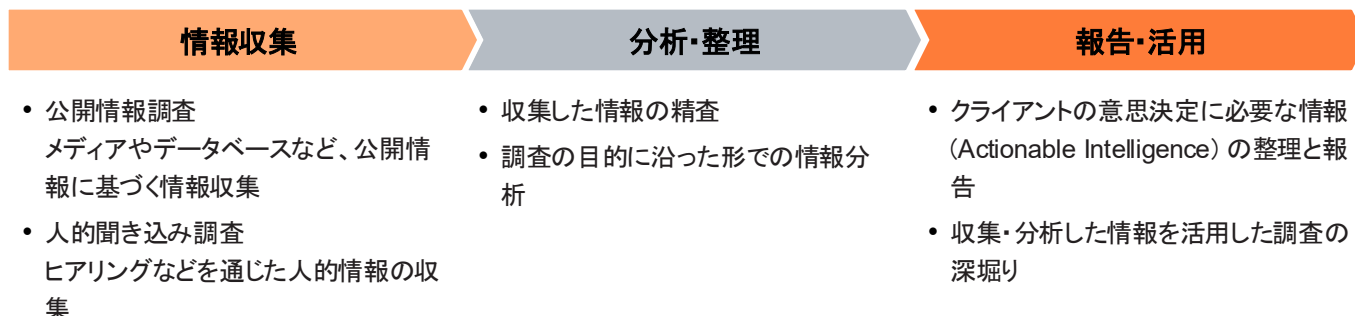 情報収集
分析・整理
報告・活用
• 公開情報調査
メディアやデータベースなど、公開情
報に基づく情報収集
• 人的聞き込み調査
ヒアリングなどを通じた人的情報の収
集
• 収集した情報の精査
• 調査の目的に沿った形での情報分
析
• クライアントの意思決定に必要な情報
（Actionable Intelligence）の整理と報
告
• 収集・分析した情報を活用した調査の
深堀り